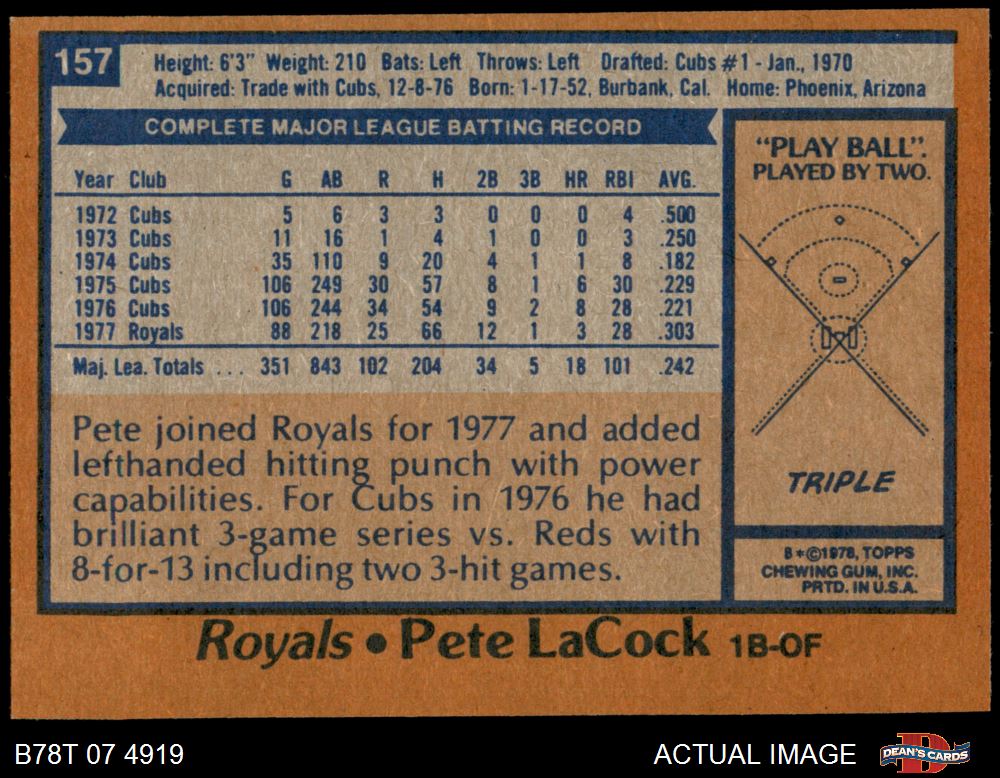 157
Height: 6'3" Weight: 210 Bats: Left Throws: Left Drafted: Cubs #1 - Jan., 1970
Acquired: Trade with Cubs, 12-8-76 Born: 1-17-52, Burbank, Cal. Home: Phoenix, Arizona
COMPLETE MAJOR LEAGUE BATTING RECORD
Year Club G AB R H 2B 3B HR RBI AVG.
1972 Cubs 5 6 3 3 0 0 0 4 .500
1973 Cubs 11 16 1 4 1 0 0 3 .250
1974 Cubs 35 110 9 20 4 1 1 8 .182
1975 Cubs 106 249 30 57 8 1 6 30 .229
1976 Cubs 106 244 34 54 9 2 8 28 .221
1977 Royals 88 218 25 66 12 1 3 28 .303
Maj. Lea. Totals ... 351 843 102 204 34 5 18 101 .242
Pete joined Royals for 1977 and added
lefthanded hitting punch with power
capabilities. For Cubs in 1976 he had
brilliant 3-game series vs. Reds with
8-for-13 including two 3-hit games.
"PLAY BALL".
PLAYED BY TWO.
TRIPLE
8*©1978, TOPPS
CHEWING GUM, INC.
PRTD. IN U.S.A.
Royals • Pete LaCock 1B-OF
B78T 07 4919
ACTUAL IMAGE
D
DEAN'S CARDS